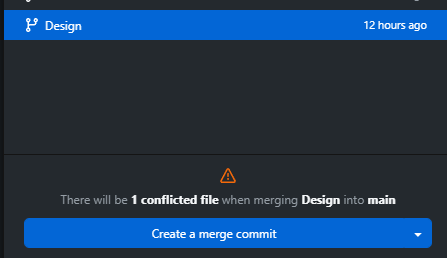 Design
12 hours ago
There will be 1 conflicted file when merging Design into main
Create a merge commit